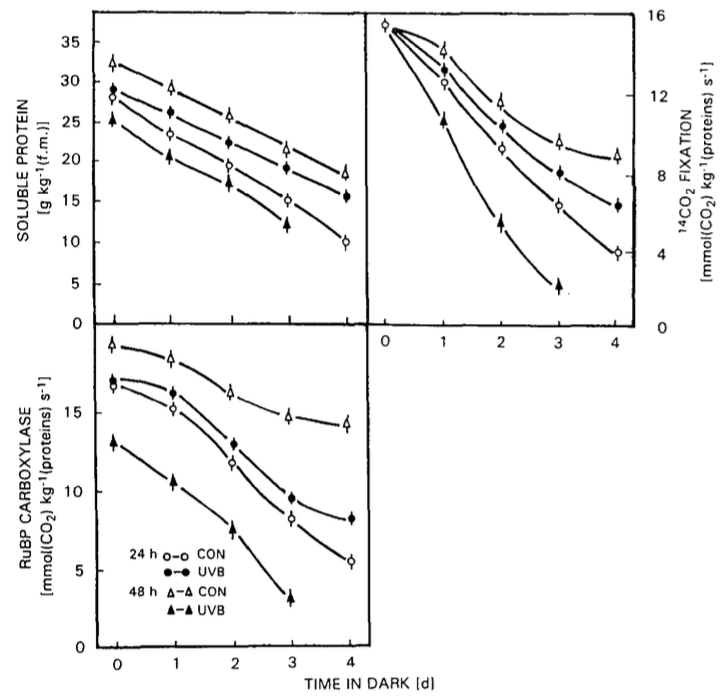 35
30
25
20
15
10
5
0
SOLUBLE PROTEIN
[g kg⁻¹(f.m.)]
16
12
8
4
0
¹⁴CO₂ FIXATION
[mmol(CO₂) kg⁻¹(proteins) s⁻¹]
0 1 2 3 4
15
10
5
0
RuBP CARBOXYLASE
[mmol(CO₂) kg⁻¹(proteins) s⁻¹]
24 h ○-○ CON
●-● UVB
48 h △-△ CON
▲-▲ UVB
0 1 2 3 4
TIME IN DARK [d]